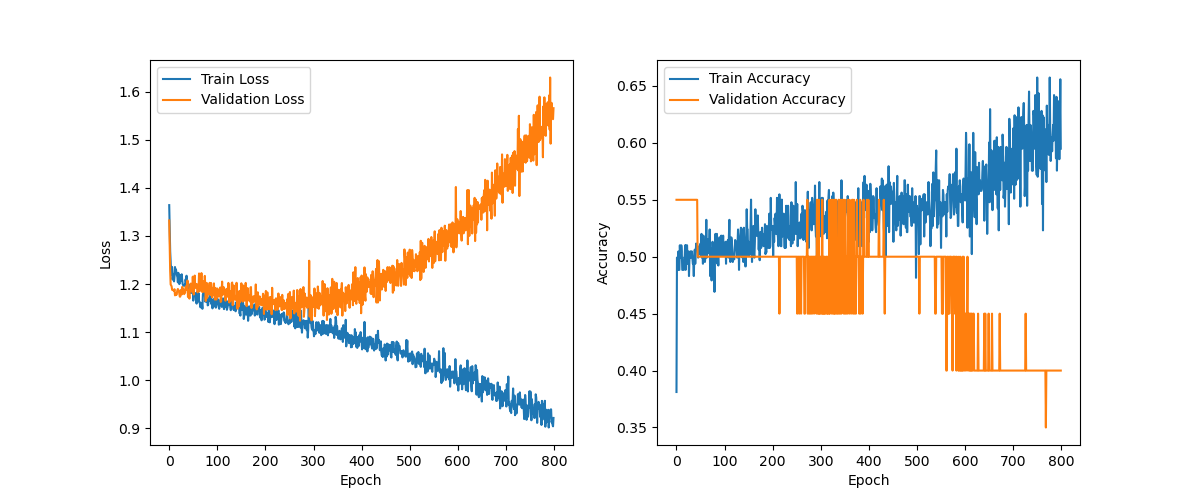 Train Loss
Validation Loss
1.6
1.5
1.4
1.3
1.2
1.1
1.0
0.9
Loss
0 100 200 300 400 500 600 700 800
Epoch
Train Accuracy
Validation Accuracy
0.65
0.60
0.55
0.50
0.45
0.40
0.35
Accuracy
0 100 200 300 400 500 600 700 800
Epoch